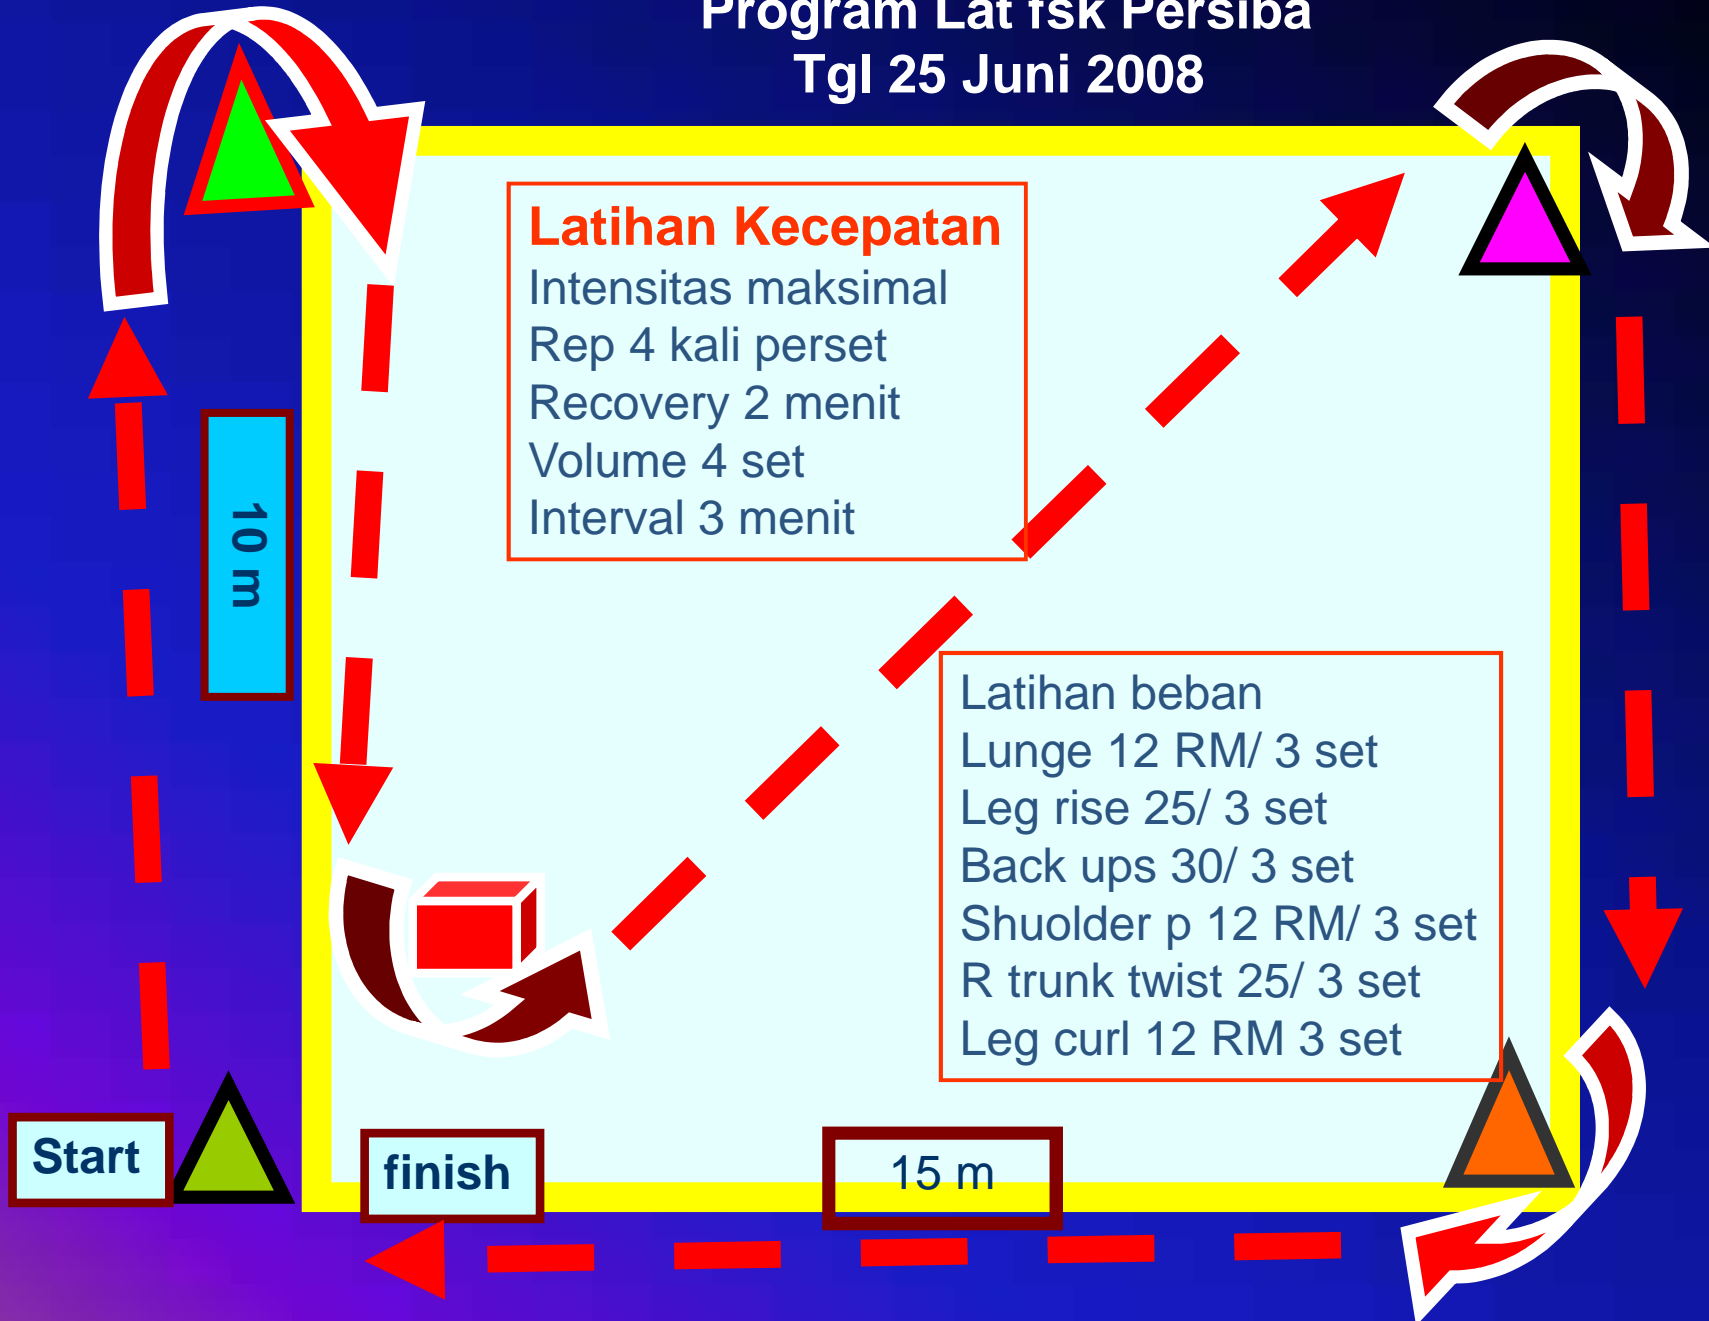 Program Lat fsk Persiba
Tgl 25 Juni 2008
Latihan Kecepatan
Intensitas maksimal
Rep 4 kali perset
Recovery 2 menit
Volume 4 set
Interval 3 menit
10 m
Latihan beban
Lunge 12 RM/ 3 set
Leg rise 25/ 3 set
Back ups 30/ 3 set
Shuolder p 12 RM/ 3 set
R trunk twist 25/ 3 set
Leg curl 12 RM 3 set
Start
finish
15 m